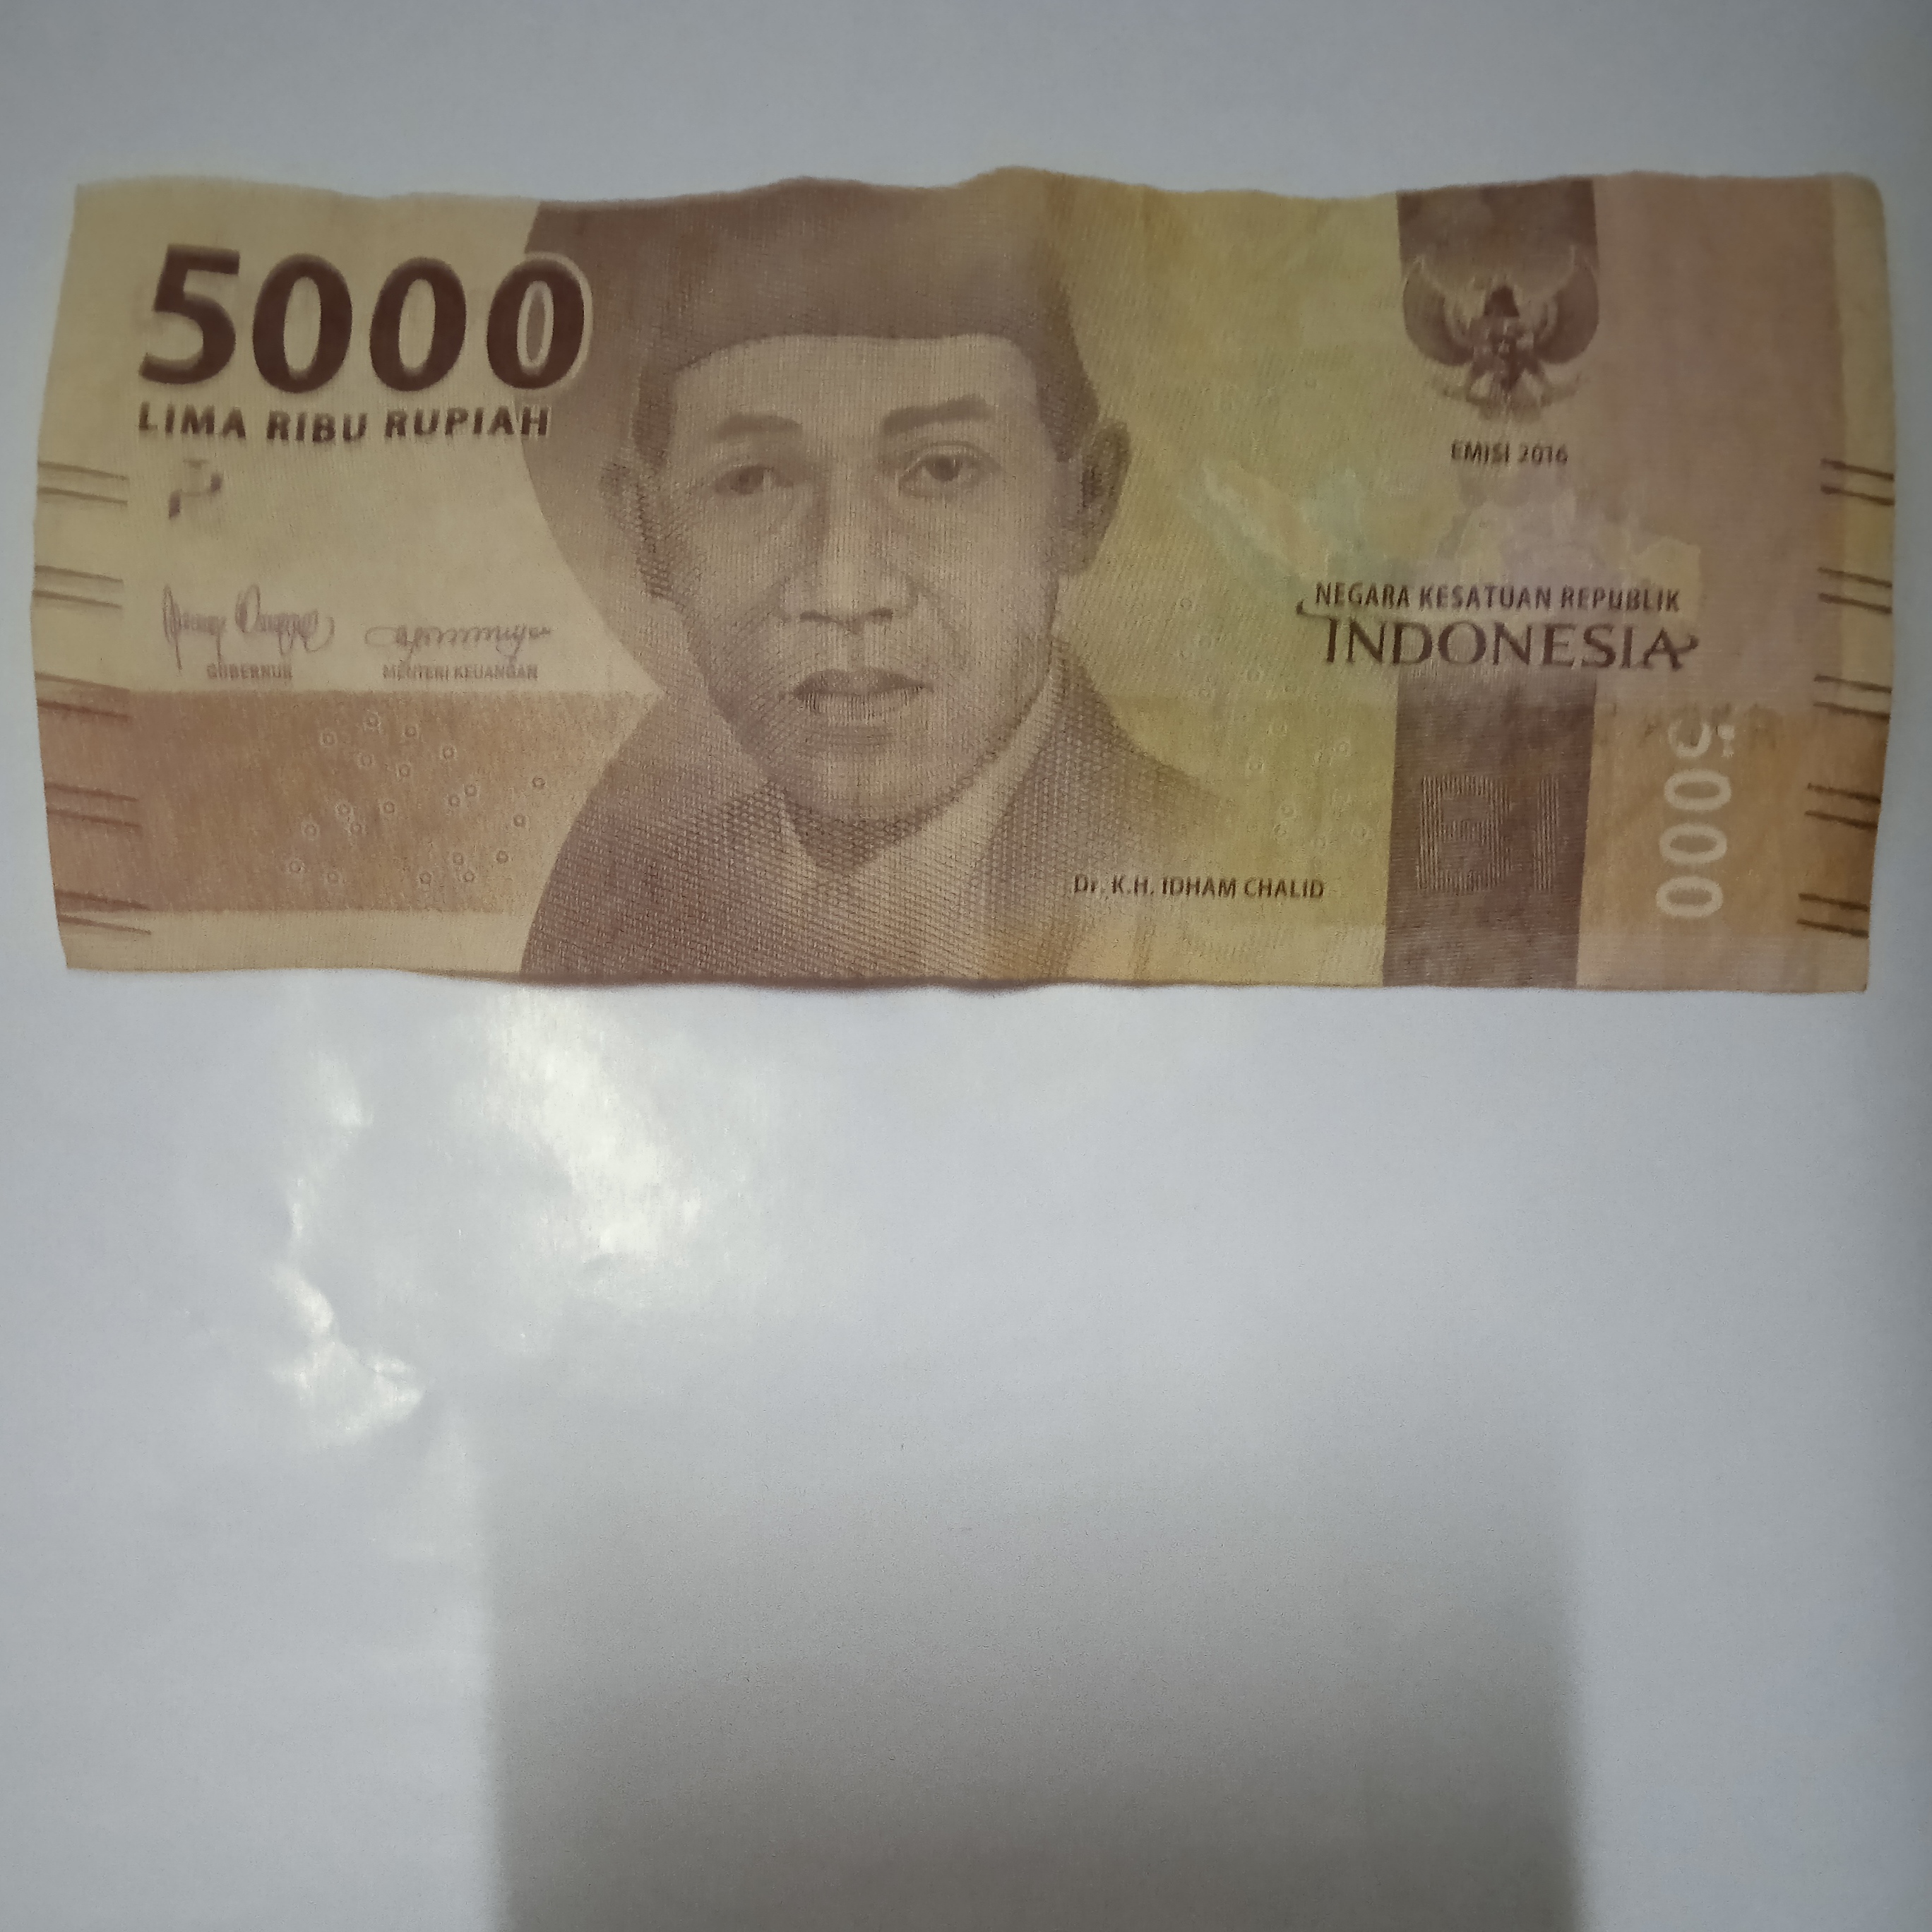 5000
LIMA RIBU RUPIAH
EMISI 2016
NEGARA KESATUAN REPUBLIK
INDONESIA
GUBERNUR
MENTERI KEUANGAN
5000
Dr. K.H. IDHAM CHALID